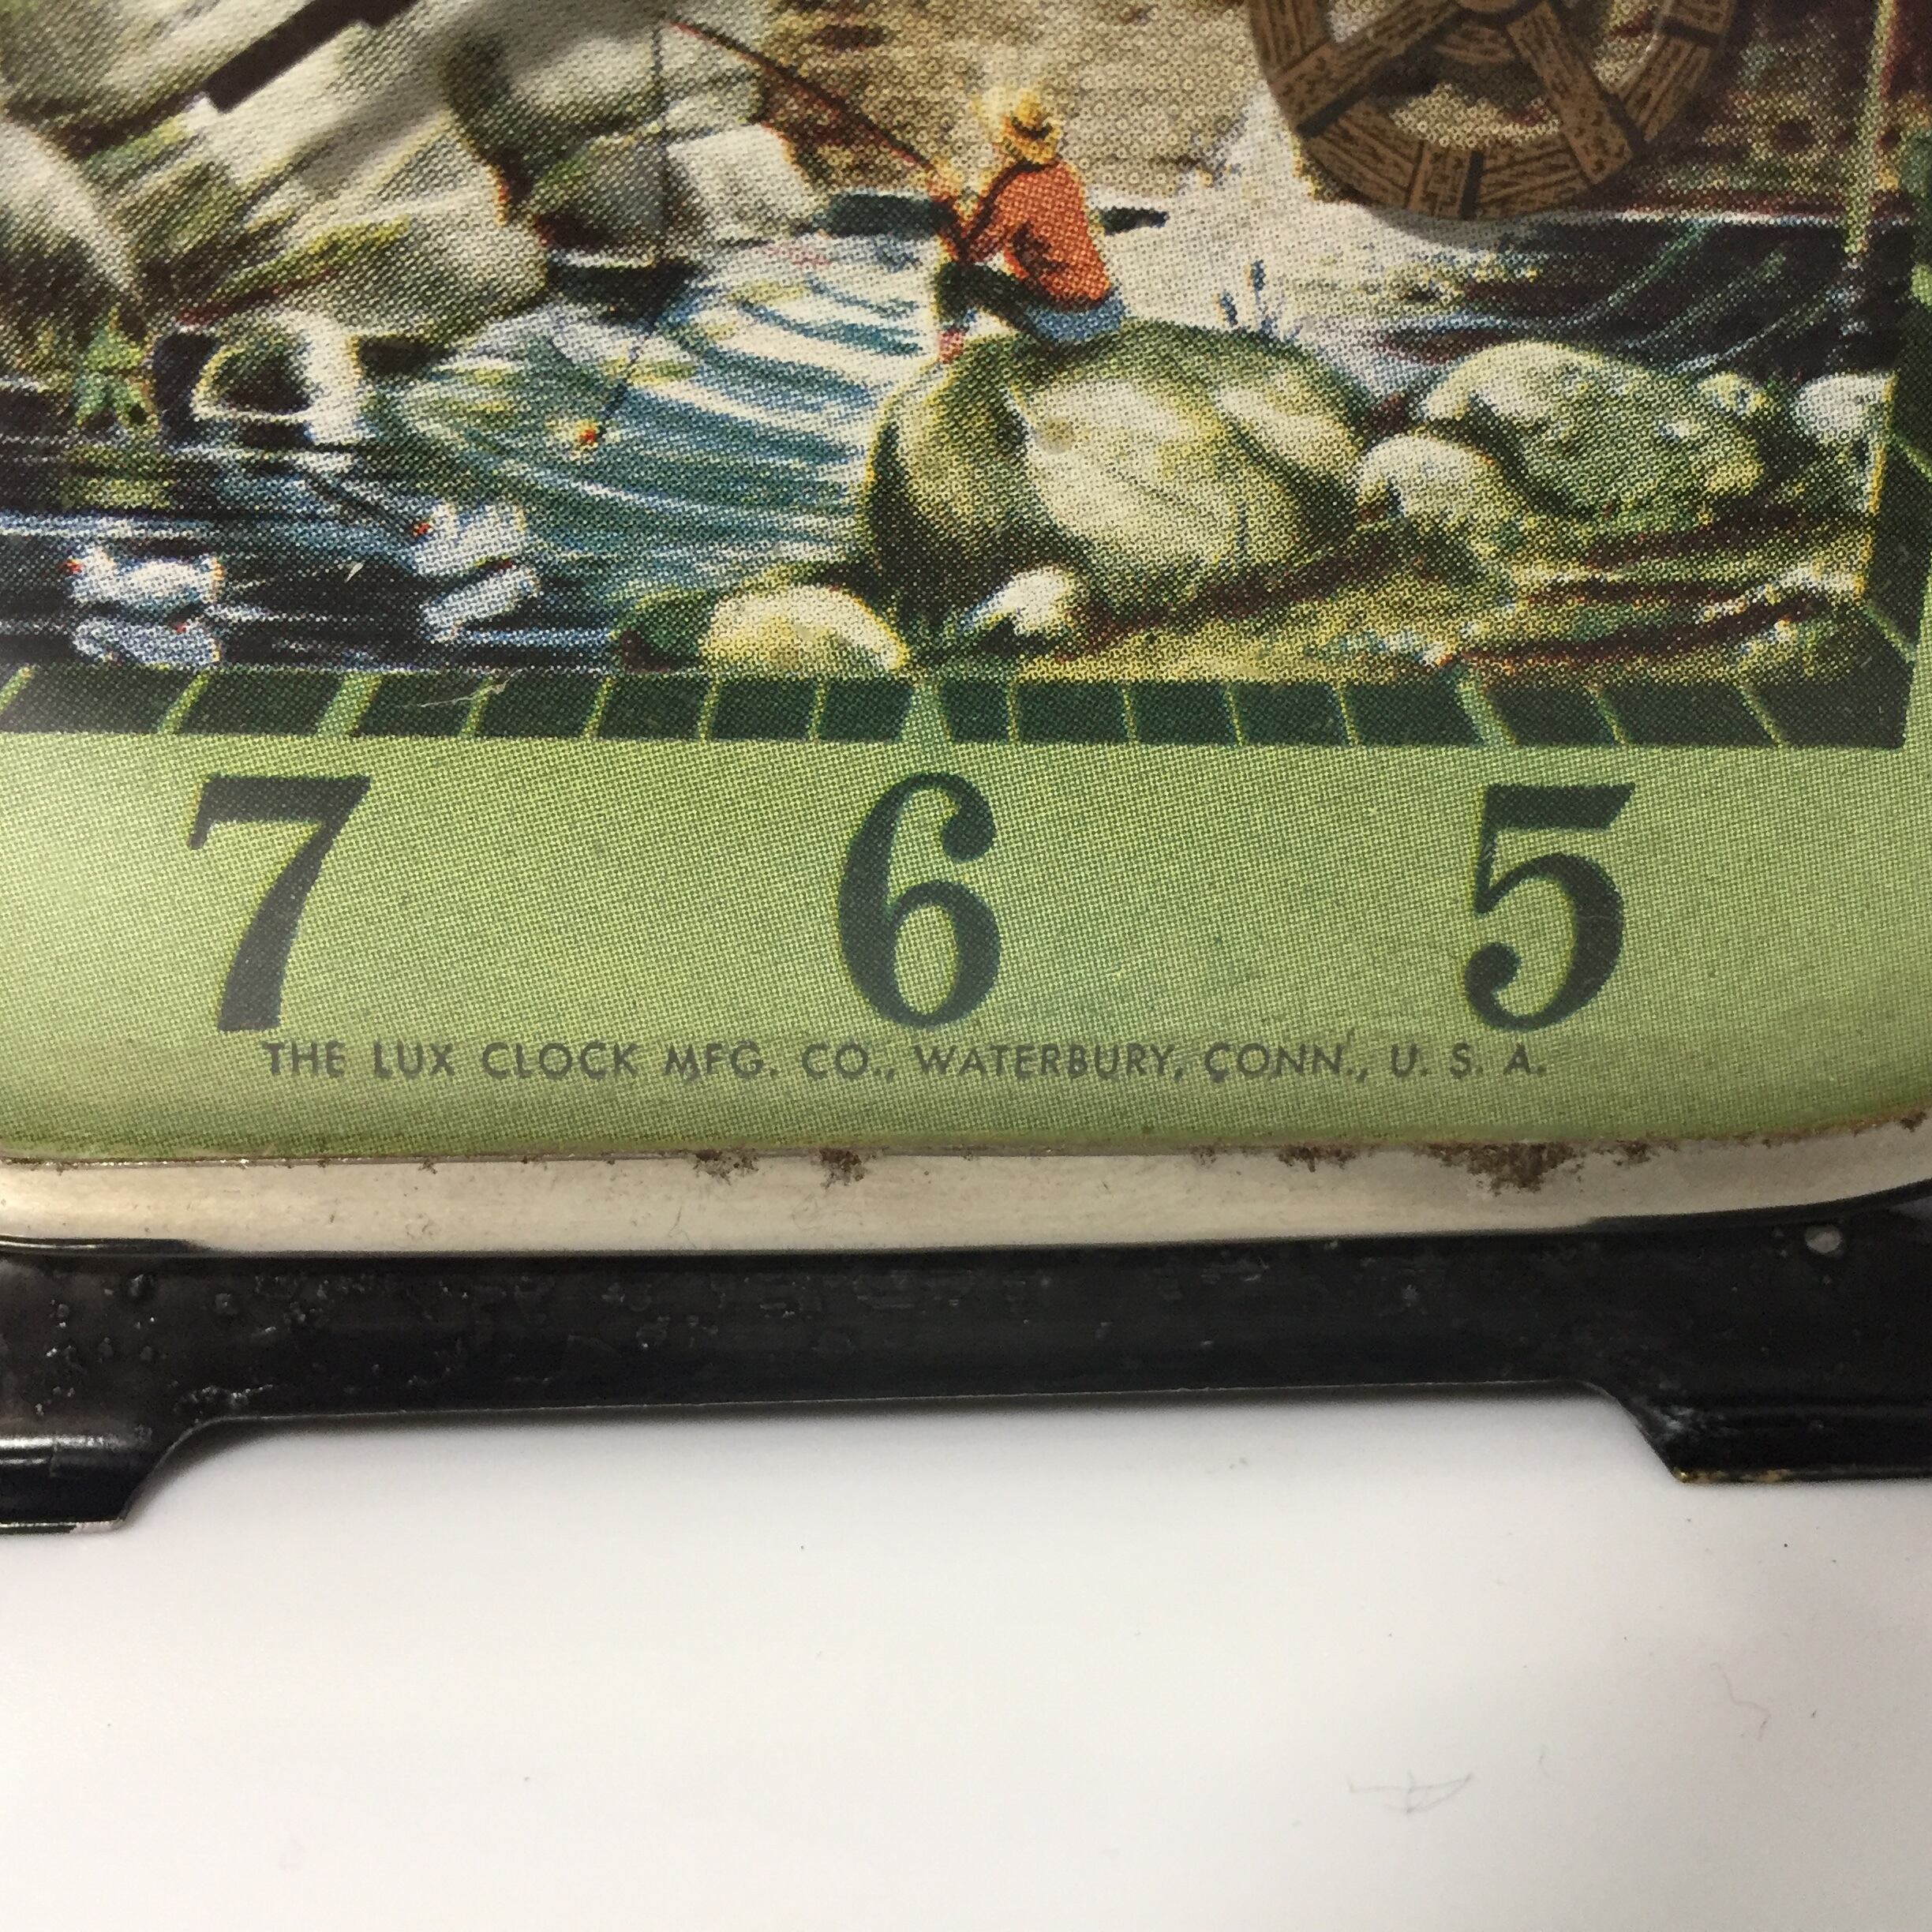 7 6 5
THE LUX CLOCK MFG. CO., WATERBURY, CONN., U. S. A.